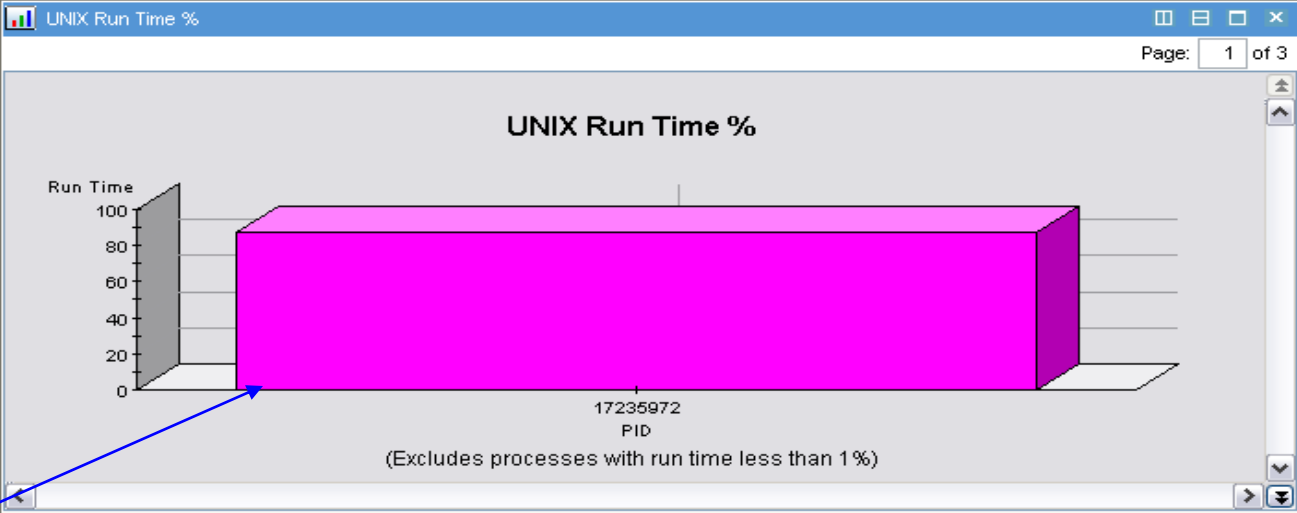 UNIX Run Time %
Page: 1 of 3
UNIX Run Time %
Run Time
100
80
60
40
20
0
17235972
PID
(Excludes processes with run time less than 1%)